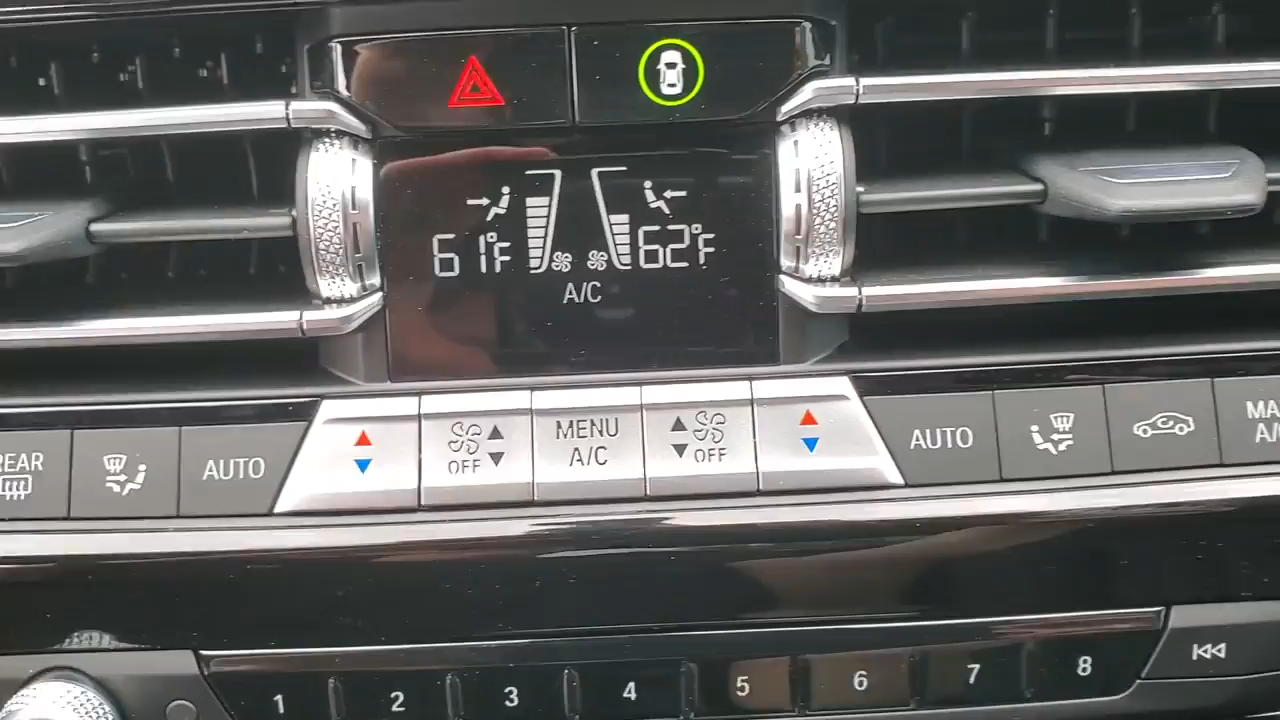 61°F 62°F
A/C
REAR
AUTO
OFF
MENU
A/C
OFF
AUTO
MA
A/
1 2 3 4 5 6 7 8